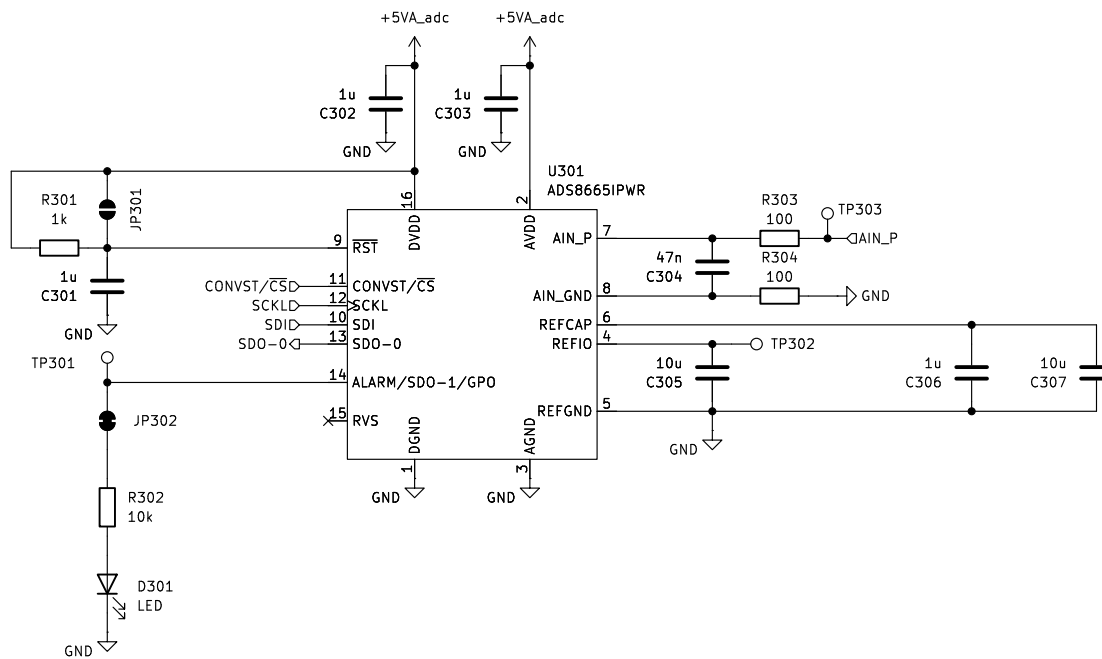 +5VA_adc +5VA_adc
1u
C302
1u
C303
GND GND
U301
ADS8665IPWR
R301
1k
JP301
16 2
DVDD AVDD
R303
100
TP303
9 RST
AIN_P 7
AIN_P
1u
C301
47n
C304
R304
100
CONVST/CS 11 CONVST/CS
SCKL 12 SCKL
SDI 10 SDI
SDO-0 13 SDO-0
AIN_GND 8
GND
REFCAP 6
REFIO 4
TP302
GND
TP301
10u
C305
1u
C306
10u
C307
14 ALARM/SDO-1/GPO
JP302
15 RVS
REFGND 5
DGND AGND
GND
1 3
GND GND
R302
10k
D301
LED
GND